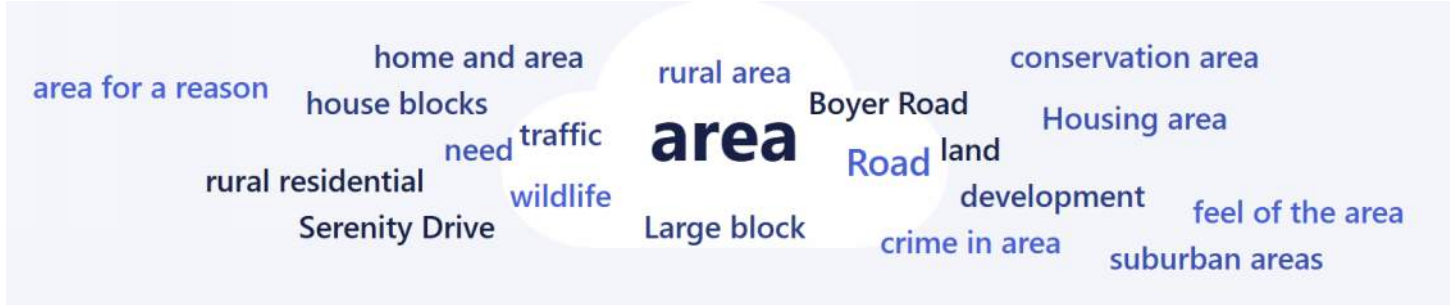 home and area
conservation area
rural area
area for a reason
house blocks
Boyer Road
Housing area
traffic
area
need
Road
land
rural residential
wildlife
development
feel of the area
Serenity Drive
Large block
crime in area
suburban areas